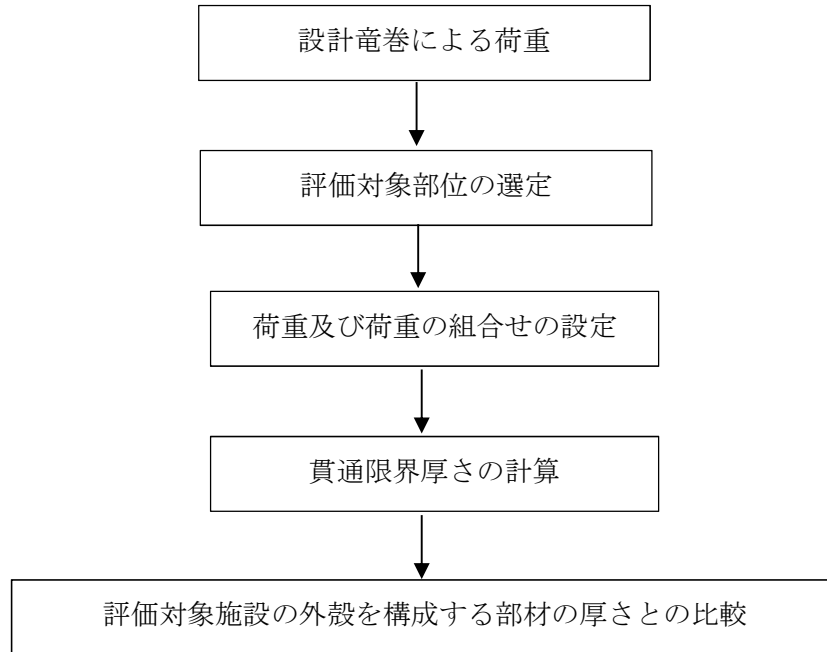 設計竜巻による荷重
評価対象部位の選定
荷重及び荷重の組合せの設定
貫通限界厚さの計算
評価対象施設の外殻を構成する部材の厚さとの比較